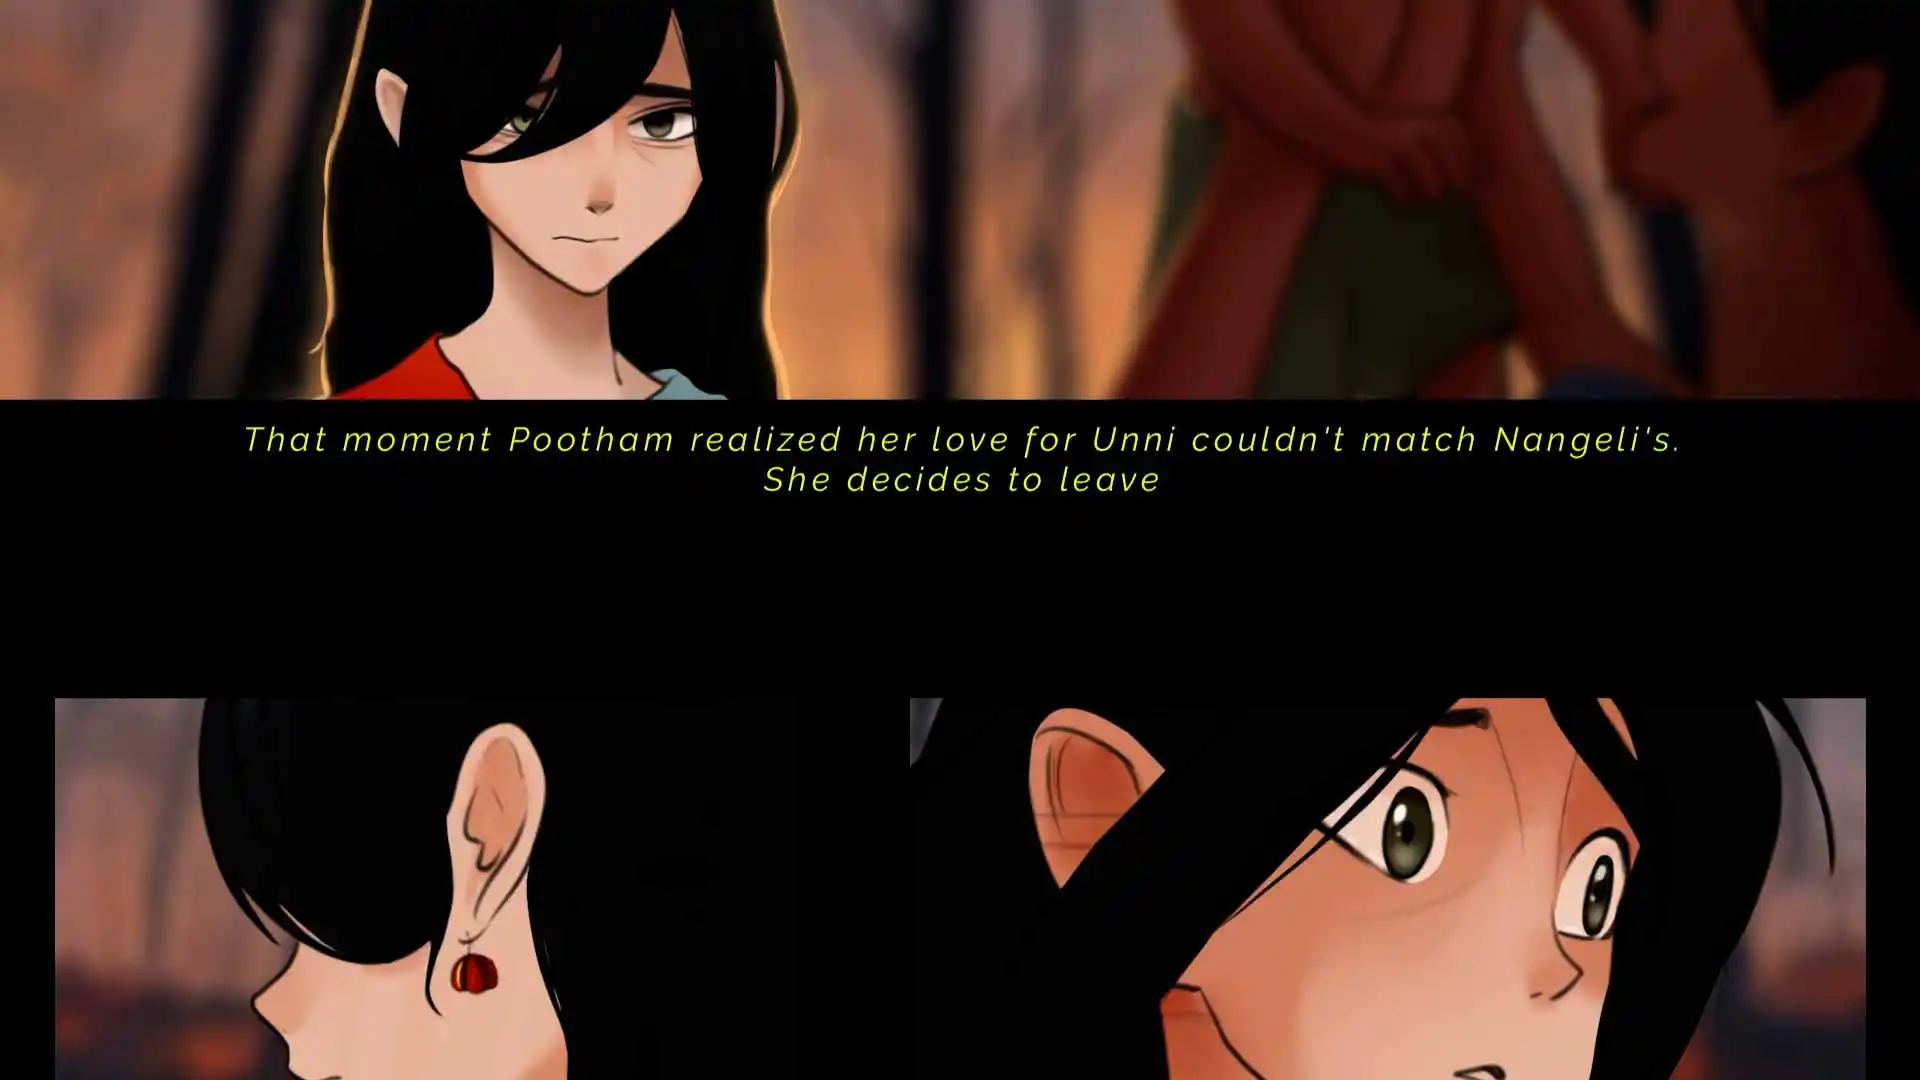 That moment Pootham realized her love for Unni couldn't match Nangeli's.
She decides to leave